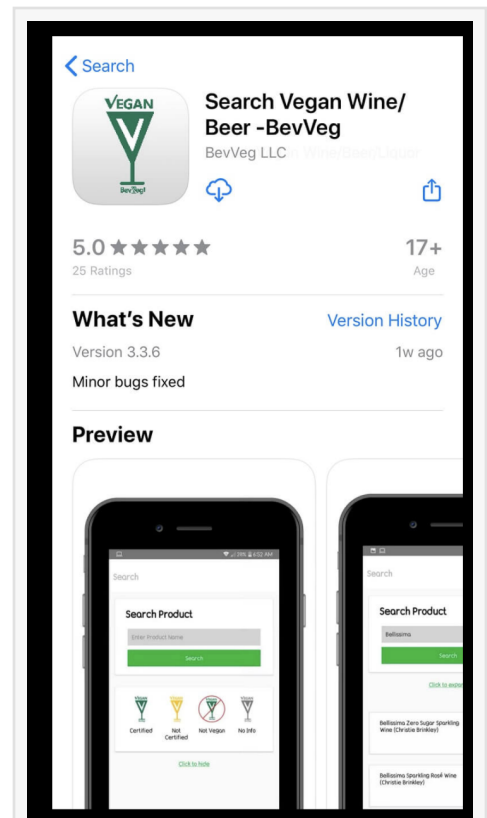 Search
VEGAN
BevVeg!
Search Vegan Wine/
Beer -BevVeg
BevVeg LLC
5.0
25 Ratings
17+
Age
What's New
Version History
Version 3.3.6
1w ago
Minor bugs fixed
Preview
Search
Search Product
Enter Product Name
Search
Certified
Not
Certified
Not Vegan
No Info
Click to hide
Search
Search Product
Bellissima
Search
Bellissima Zero Sugar Sparkling
Wine (Christie Brinkley)
Bellissima Sparkling Rosé Wine
(Christie Brinkley)